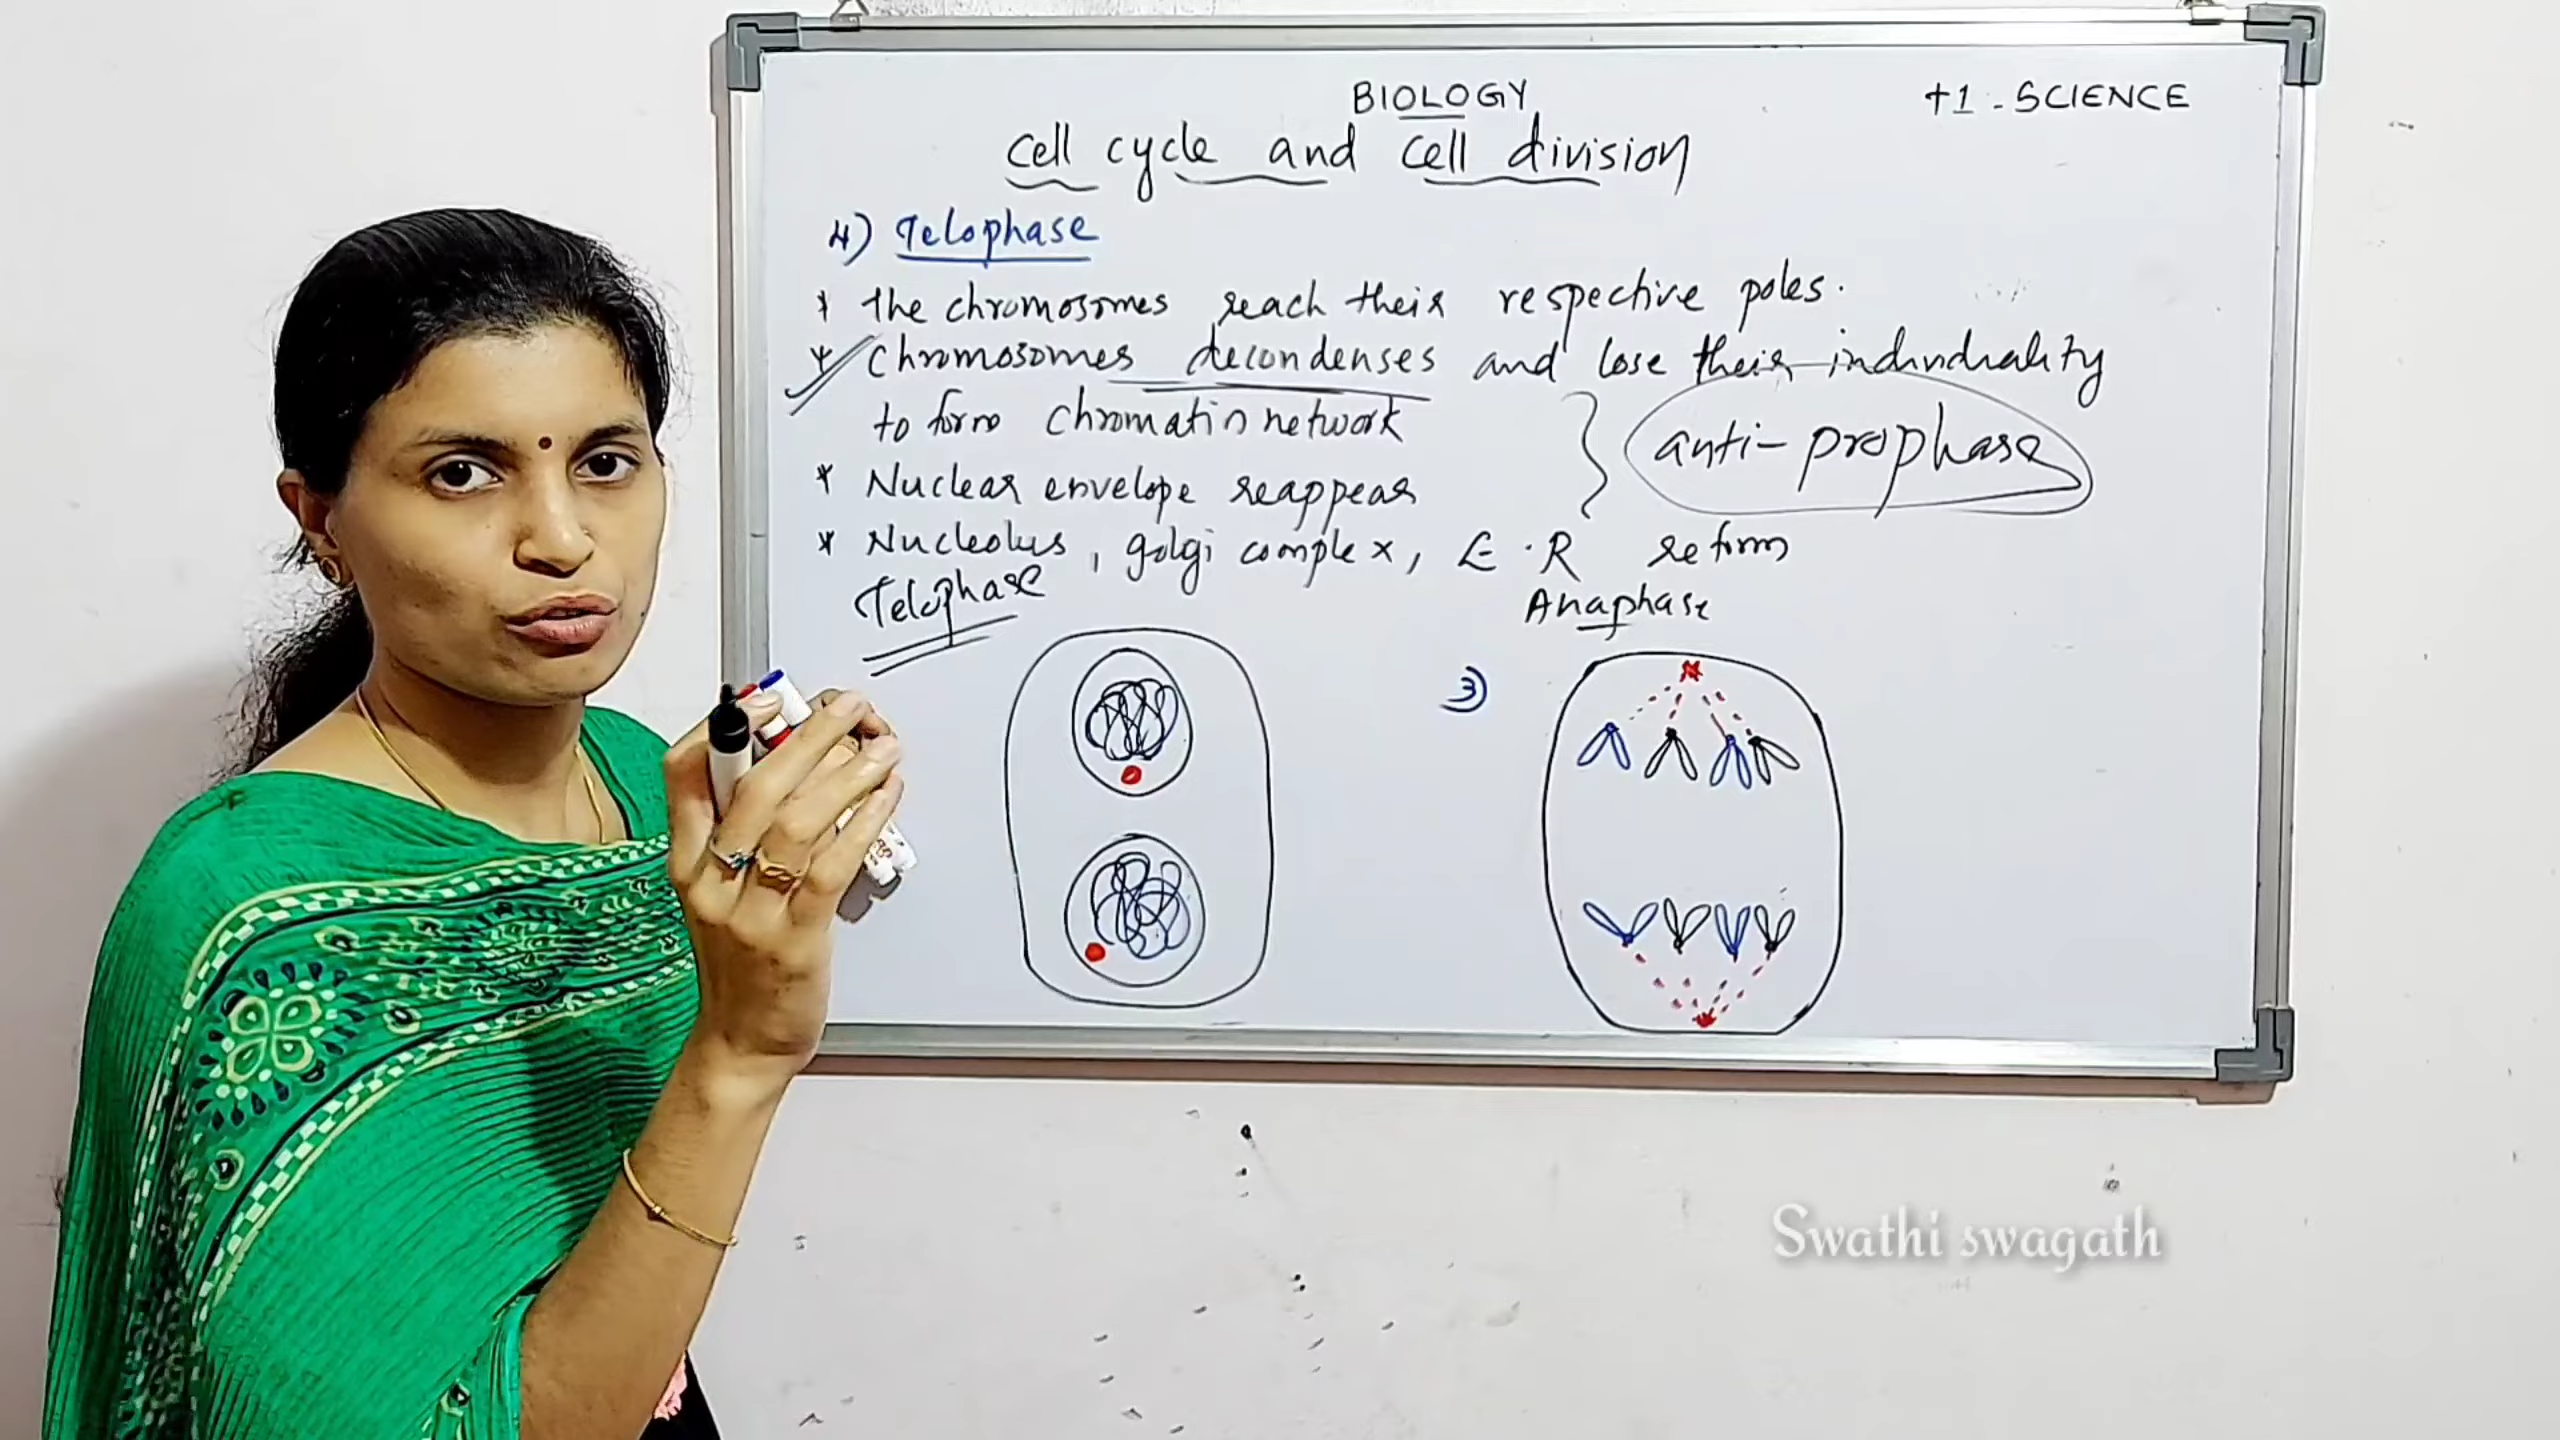 BIOLOGY
+1 - SCIENCE
Cell cycle and cell division
4) Telophase
* The chromosomes reach their respective poles.
* Chromosomes decondenses and lose their individuality
to form chromatin network
anti-prophase
* Nuclear envelope reappear
* Nucleolus, golgi complex, E.R reform
Telophase
Anaphase
3)
Swathi swagath